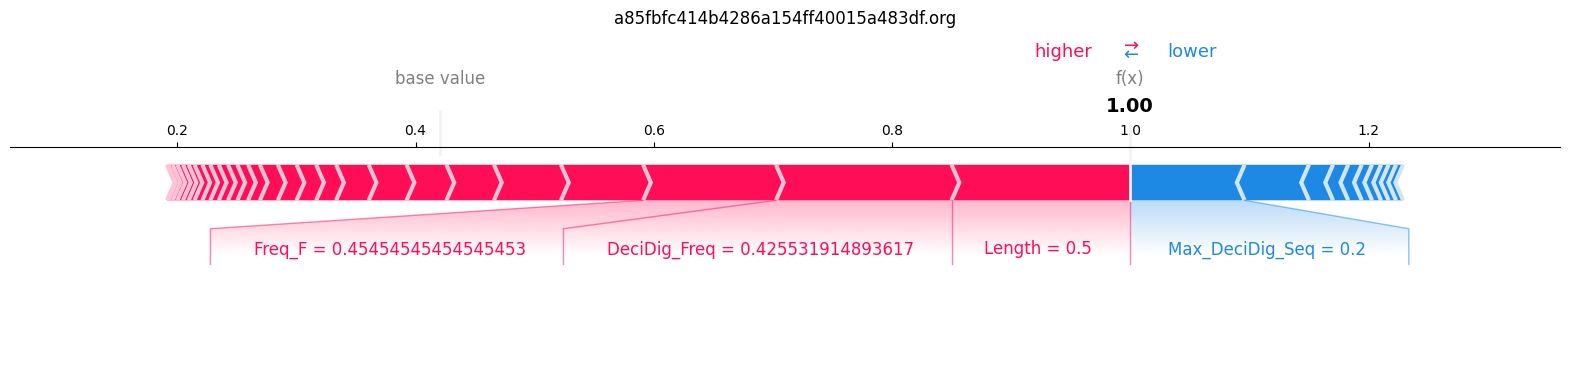 a85fbfc414b4286a154ff40015a483df.org
higher ⇄ lower
base value f(x)
1.00
0.2 0.4 0.6 0.8 1.0 1.2
Freq_F = 0.45454545454545453 DeciDig_Freq = 0.425531914893617 Length = 0.5 Max_DeciDig_Seq = 0.2